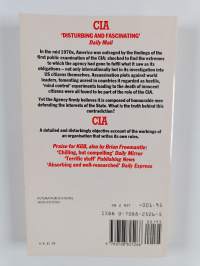 CIA
'DISTURBING AND FASCINATING'
Daily Mail
In the mid 1970s, America was outraged by the findings of the
first public examination of the CIA: shocked to find the extremes
to which the agency had gone to fulfil what it saw as its
obligations – not only internationally but in its investigation into
US citizens themselves. Assassination plots against world
leaders, fomenting unrest in countries it regarded as hostile,
'mind control' experiments leading to the death of innocent
citizens were all found to be part of the role of the CIA.
Yet the Agency firmly believes it is composed of honourable men
defending the interests of the State. What is the truth behind this
contradiction?
CIA
A detailed and disturbingly objective account of the workings of
an organisation that writes its own rules.
Praise for KGB, also by Brian Freemantle:
'Chilling, but compelling' Daily Mirror
'Terrific stuff' Publishing News
'Absorbing and well-researched' Daily Express
ISBN 0-7088-2526-5